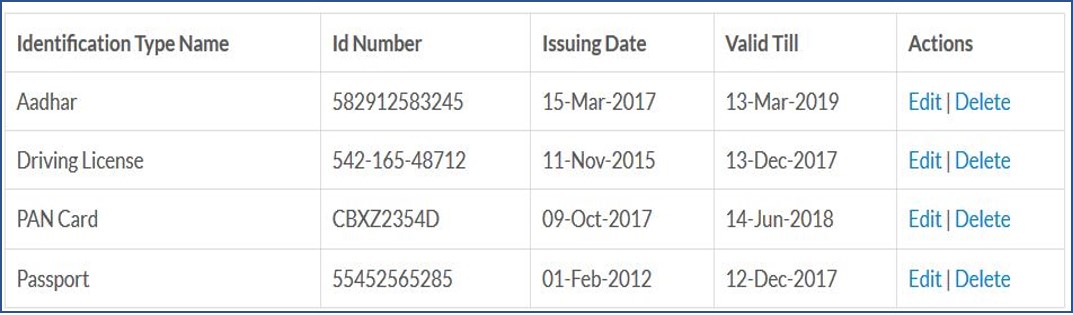 Identification Type Name Id Number Issuing Date Valid Till Actions
Aadhar 582912583245 15-Mar-2017 13-Mar-2019 Edit | Delete
Driving License 542-165-48712 11-Nov-2015 13-Dec-2017 Edit | Delete
PAN Card CBXZ2354D 09-Oct-2017 14-Jun-2018 Edit | Delete
Passport 55452565285 01-Feb-2012 12-Dec-2017 Edit | Delete